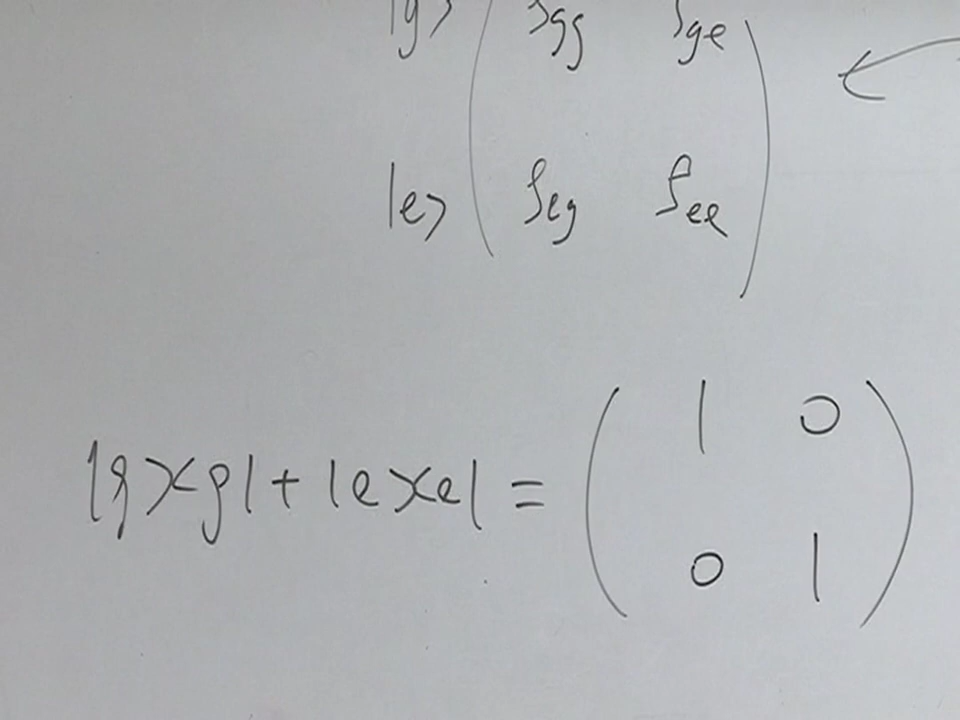 |g⟩ ( ρgg ρge )
|e⟩ ( ρeg ρee )
|g⟩⟨g| + |e⟩⟨e| = ( 1 0
0 1 )